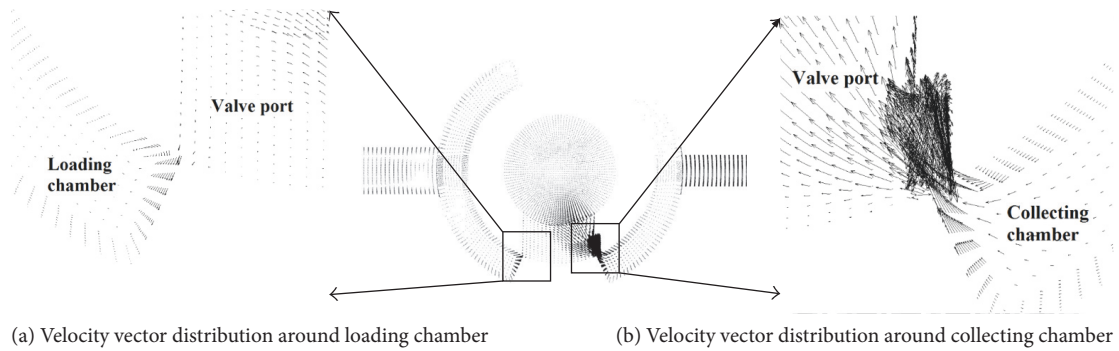 Valve port
Loading
chamber
Valve port
Collecting
chamber
(a) Velocity vector distribution around loading chamber
(b) Velocity vector distribution around collecting chamber